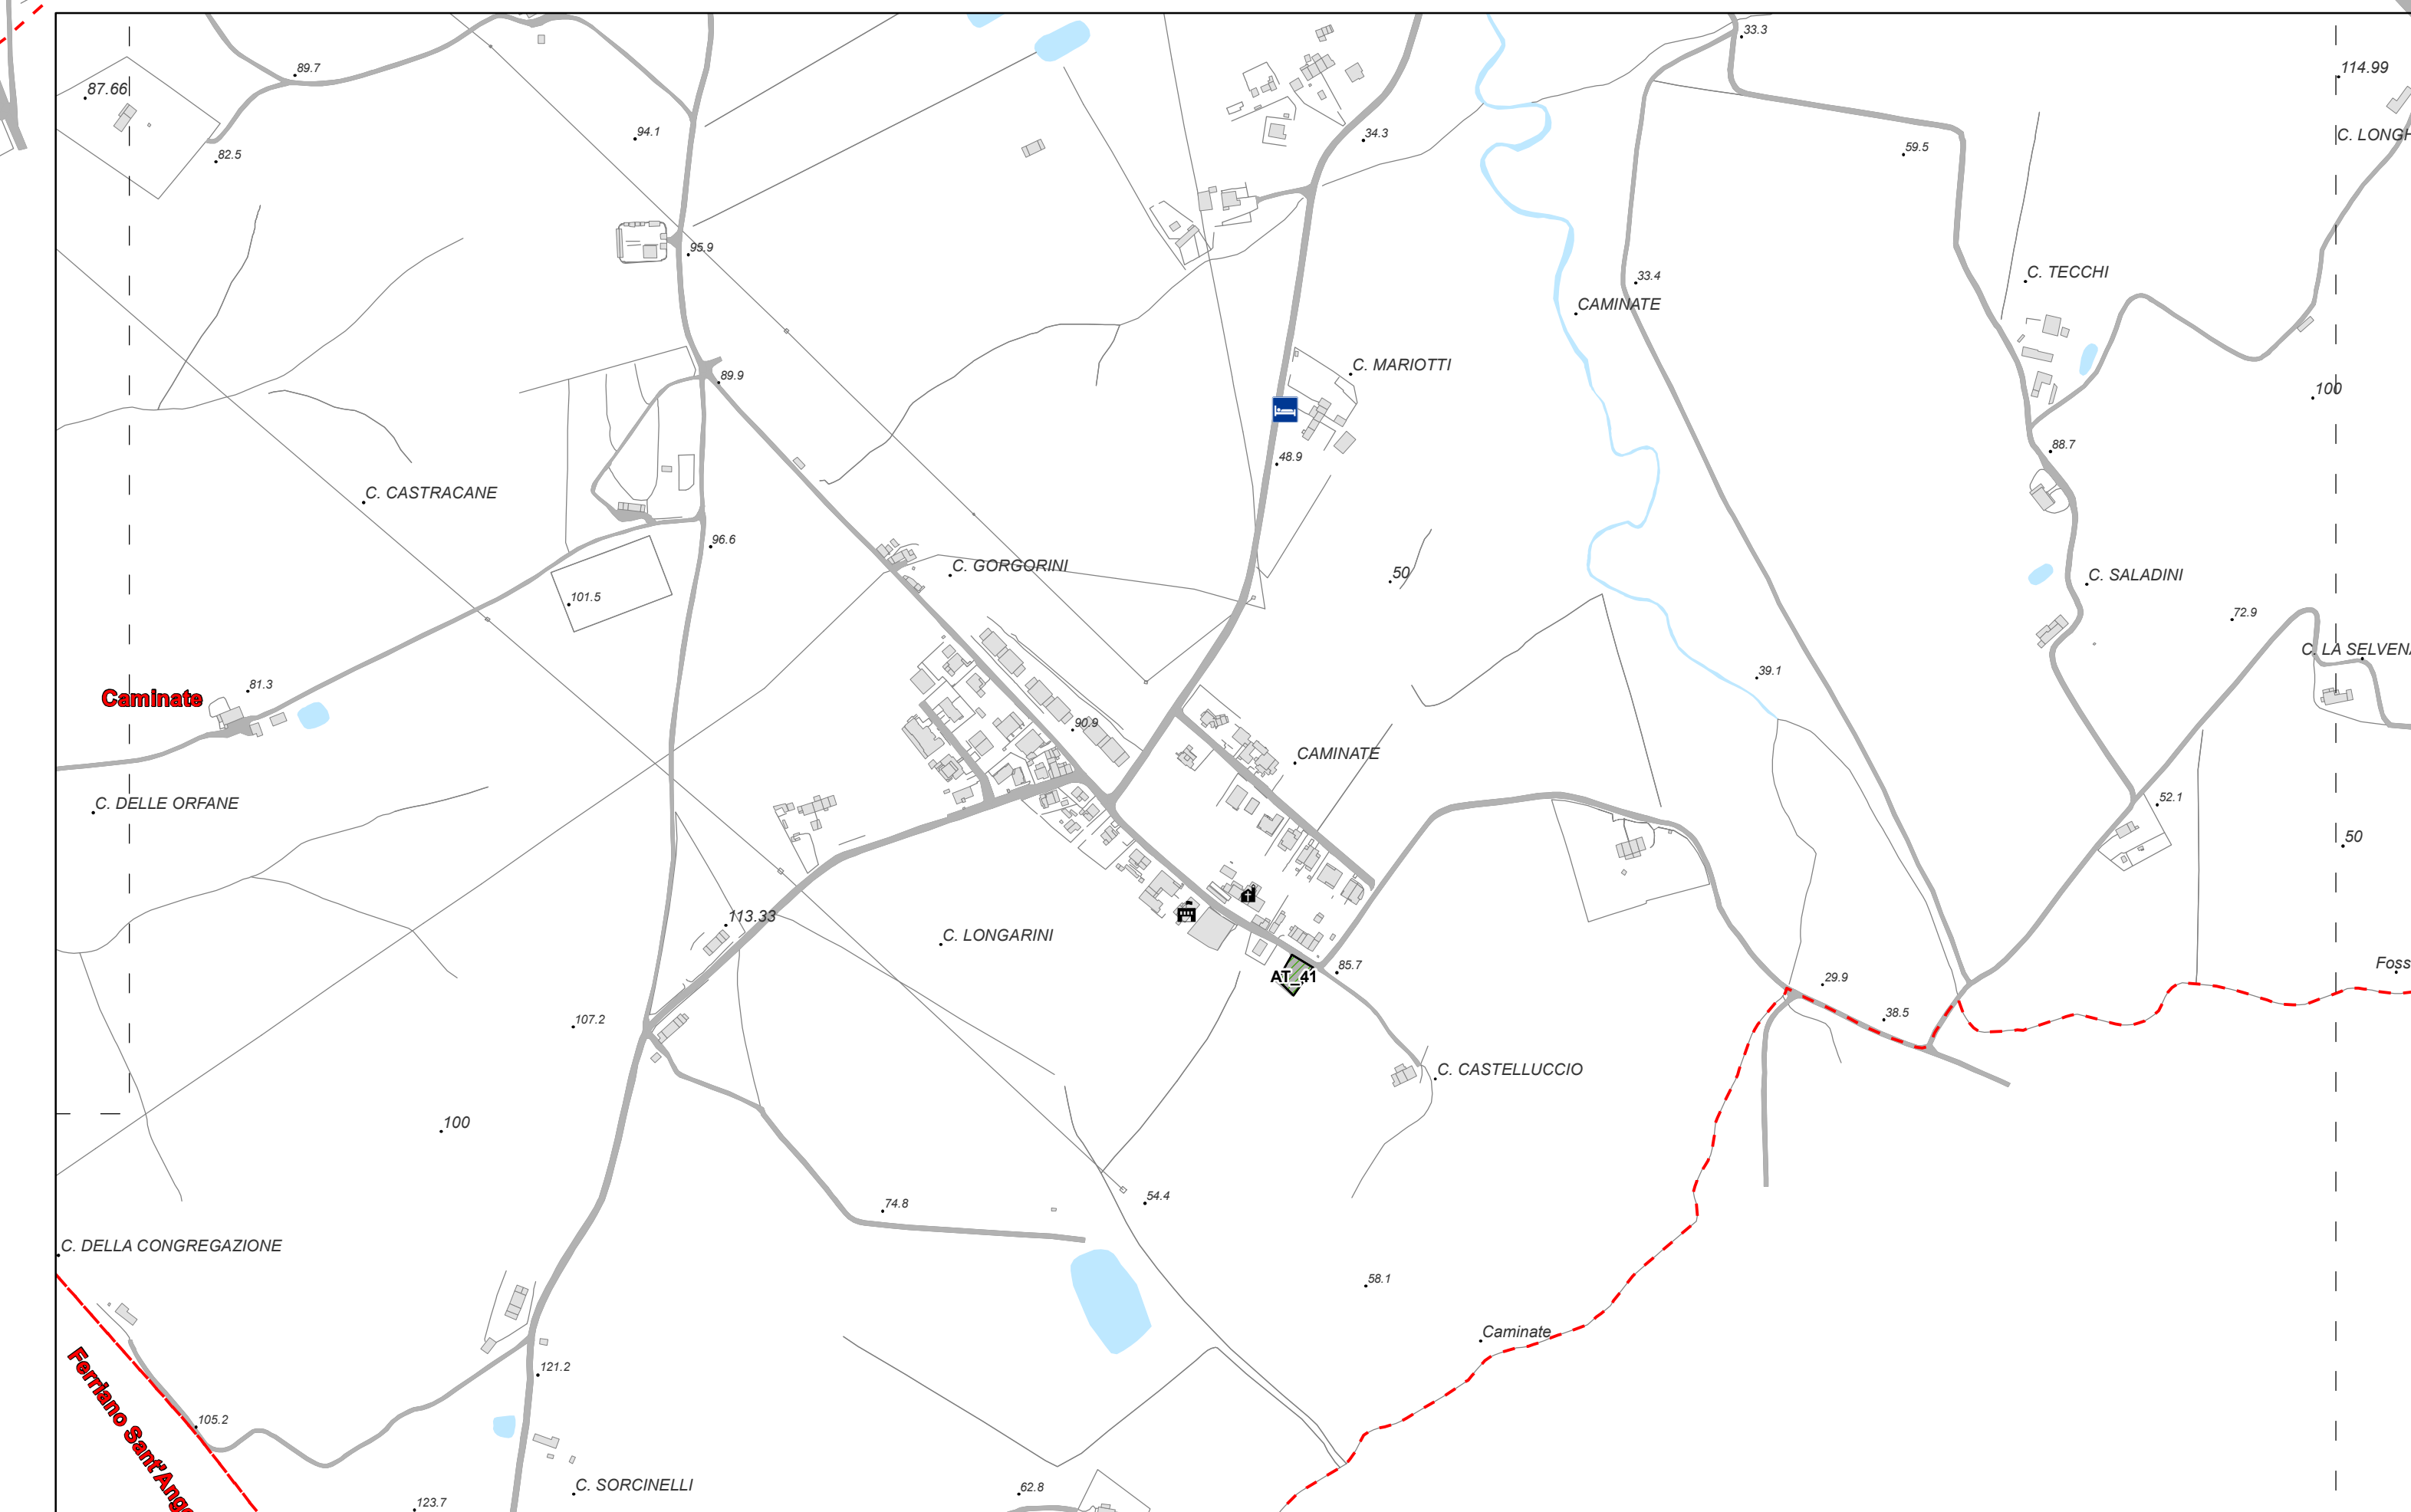 33.3
89.7
114.99
87.66
94.1
34.3
C. LONGH
59.5
82.5
95.9
C. TECCHI
33.4
CAMINATE
C. MARIOTTI
89.9
100
88.7
48.9
C. CASTRACANE
96.6
C. GORGORINI
50
C. SALADINI
101.5
72.9
C. LA SELVENA
39.1
81.3
Caminate
90.9
CAMINATE
C. DELLE ORFANE
52.1
50
113.33
C. LONGARINI
Foss
85.7
AT_41
29.9
38.5
107.2
C. CASTELLUCCIO
100
54.4
74.8
C. DELLA CONGREGAZIONE
58.1
Caminate
121.2
Ferriano Sant'Ange
105.2
C. SORCINELLI
62.8
123.7